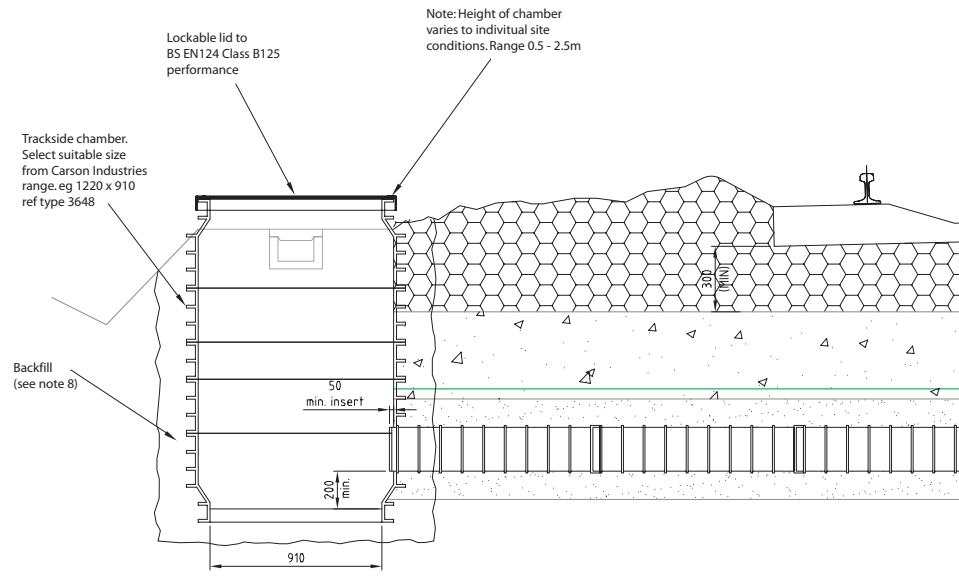 Note: Height of chamber
varies to indivitual site
conditions. Range 0.5 - 2.5m
Lockable lid to
BS EN124 Class B125
performance
Trackside chamber.
Select suitable size
from Carson Industries
range. eg 1220 x 910
ref type 3648
300
(MIN)
Backfill
(see note 8)
50
min. insert
200
min.
910